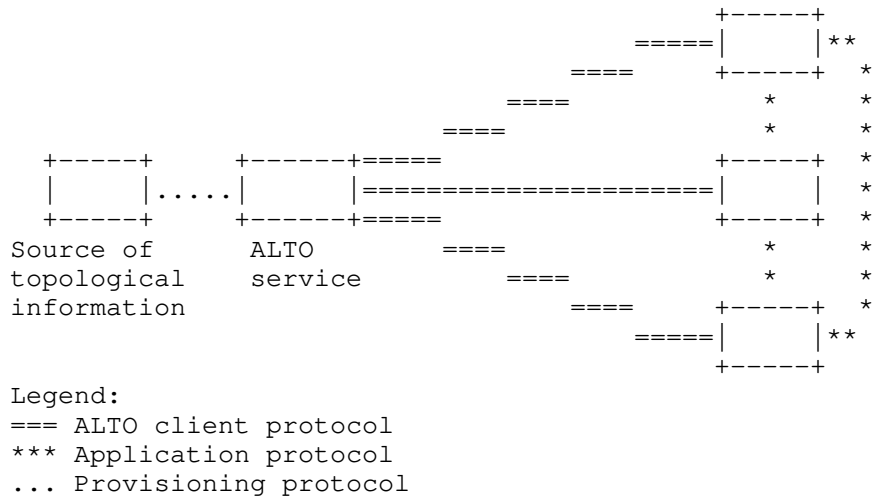 +-----+
                                            =====|     |**
                                        ====      +-----+  *
                                    ====             *     *
                                ====                 *     *
  +-----+     +------+=====                       +-----+  *
  |     |.....|      |======================|     |  *
  +-----+     +------+=====                       +-----+  *
Source of      ALTO        ====                      *     *
topological    service         ====                  *     *
information                        ====           +-----+  *
                                       =====|     |**
                                                  +-----+
Legend:
=== ALTO client protocol
*** Application protocol
... Provisioning protocol